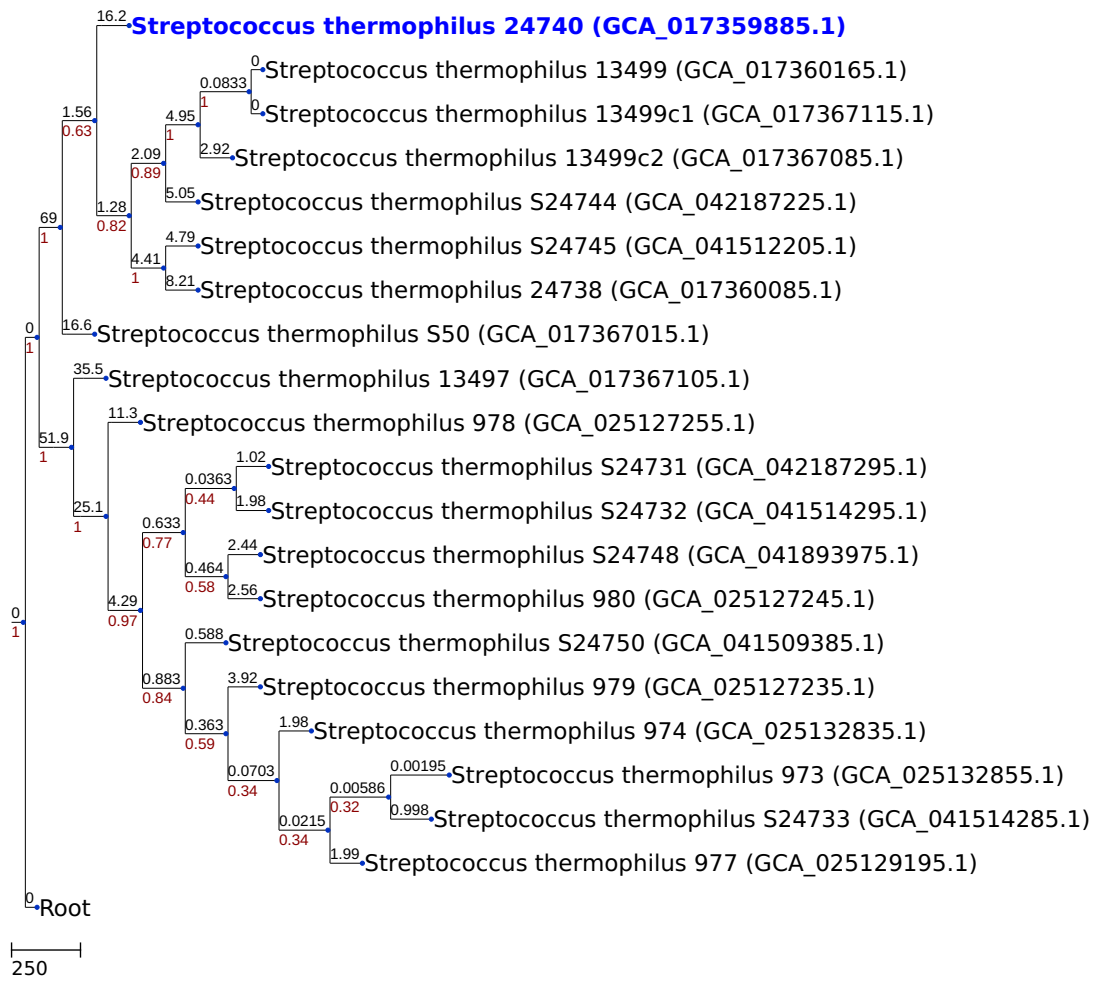 16.2
Streptococcus thermophilus 24740 (GCA_017359885.1)
0
Streptococcus thermophilus 13499 (GCA_017360165.1)
0.0833
1
0
Streptococcus thermophilus 13499c1 (GCA_017367115.1)
1.56
0.63
4.95
1
2.92
Streptococcus thermophilus 13499c2 (GCA_017367085.1)
2.09
0.89
5.05
Streptococcus thermophilus S24744 (GCA_042187225.1)
1.28
0.82
69
1
4.79
Streptococcus thermophilus S24745 (GCA_041512205.1)
4.41
1
8.21
Streptococcus thermophilus 24738 (GCA_017360085.1)
0
1
16.6
Streptococcus thermophilus S50 (GCA_017367015.1)
35.5
Streptococcus thermophilus 13497 (GCA_017367105.1)
11.3
Streptococcus thermophilus 978 (GCA_025127255.1)
51.9
1
1.02
Streptococcus thermophilus S24731 (GCA_042187295.1)
0.0363
0.44
25.1
1
1.98
Streptococcus thermophilus S24732 (GCA_041514295.1)
0.633
0.77
2.44
Streptococcus thermophilus S24748 (GCA_041893975.1)
0.464
0.58
2.56
Streptococcus thermophilus 980 (GCA_025127245.1)
4.29
0.97
0
1
0.588
Streptococcus thermophilus S24750 (GCA_041509385.1)
0.883
0.84
3.92
Streptococcus thermophilus 979 (GCA_025127235.1)
0.363
0.59
1.98
Streptococcus thermophilus 974 (GCA_025132835.1)
0.0703
0.34
0.00195
Streptococcus thermophilus 973 (GCA_025132855.1)
0.00586
0.32
0.998
Streptococcus thermophilus S24733 (GCA_041514285.1)
0.0215
0.34
1.99
Streptococcus thermophilus 977 (GCA_025129195.1)
0
Root
250